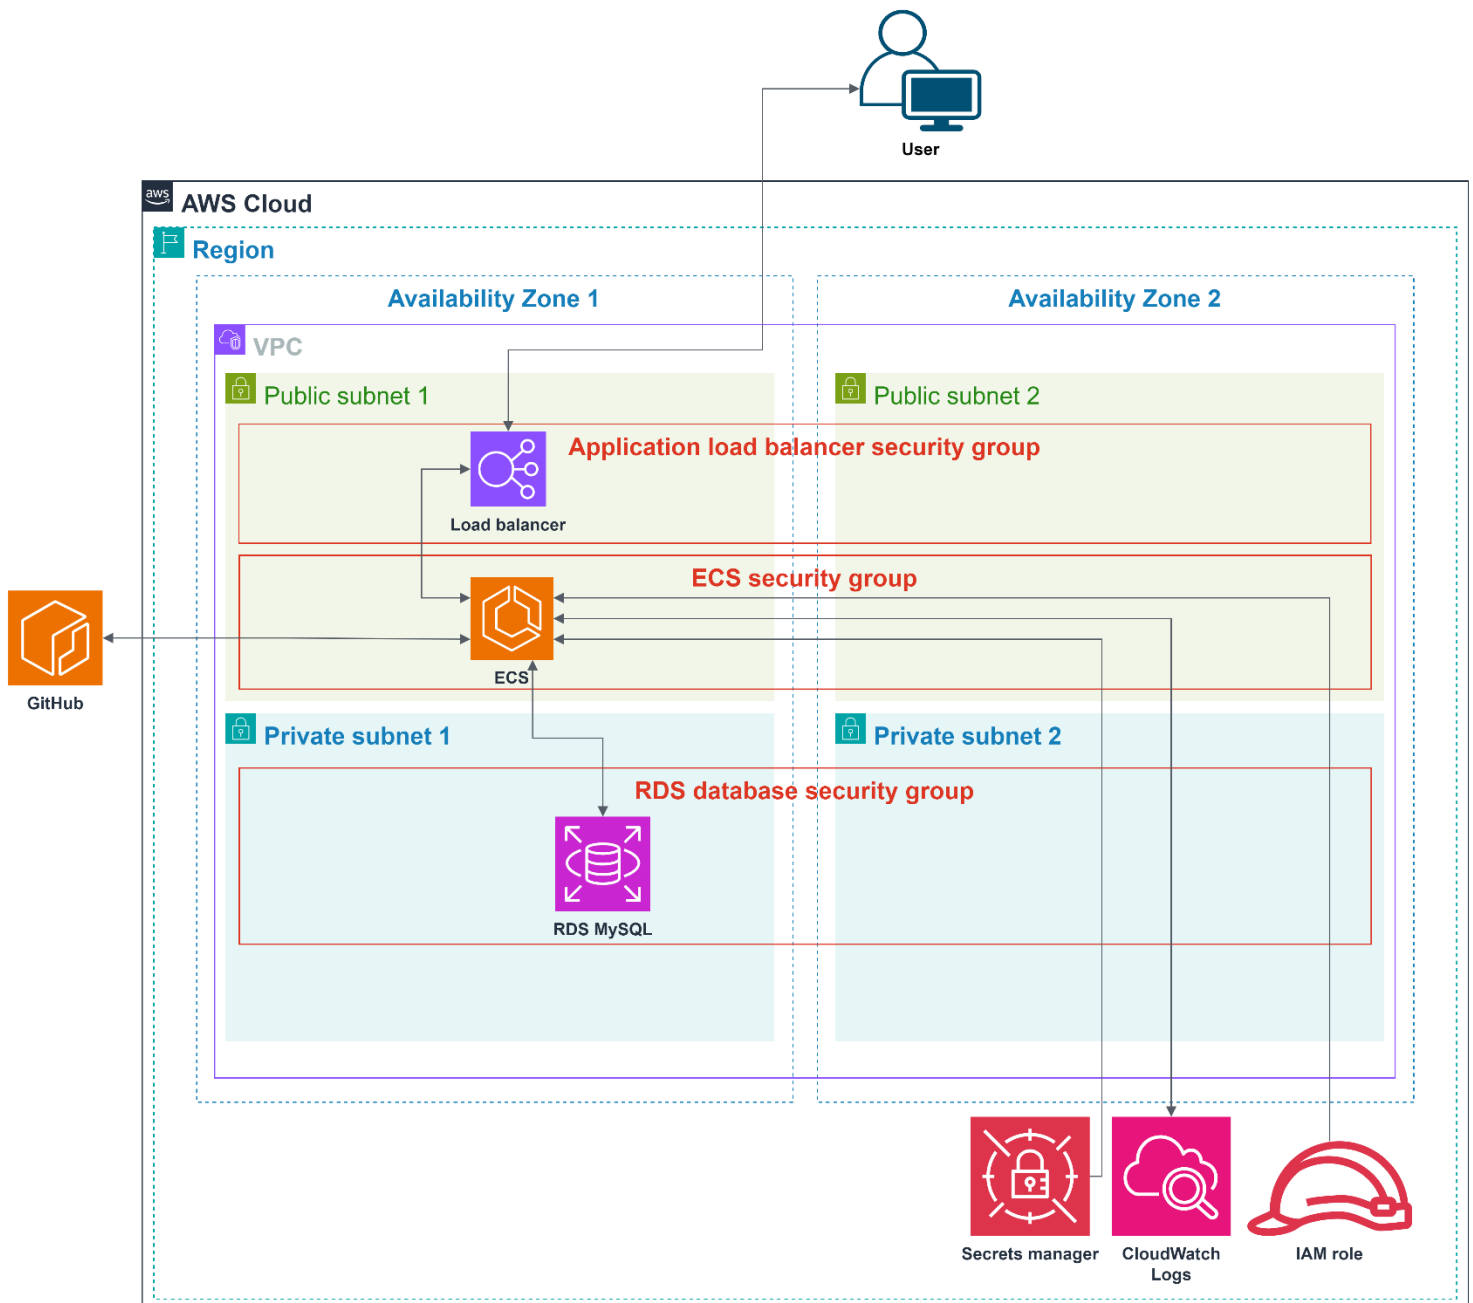 User
aws
AWS Cloud
Region
Availability Zone 1
Availability Zone 2
VPC
Public subnet 1
Public subnet 2
Application load balancer security group
Load balancer
ECS security group
ECS
GitHub
Private subnet 1
Private subnet 2
RDS database security group
RDS MySQL
Secrets manager
CloudWatch
Logs
IAM role